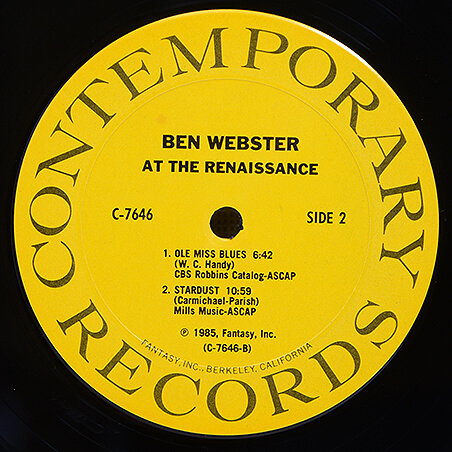 CONTEMPORARY RECORDS
BEN WEBSTER
AT THE RENAISSANCE
C-7646
SIDE 2
1. OLE MISS BLUES 6:42
(W. C. Handy)
CBS Robbins Catalog-ASCAP
2. STARDUST 10:59
(Carmichael-Parish)
Mills Music-ASCAP
℗ 1985, Fantasy, Inc.
(C-7646-B)
FANTASY, INC., BERKELEY, CALIFORNIA